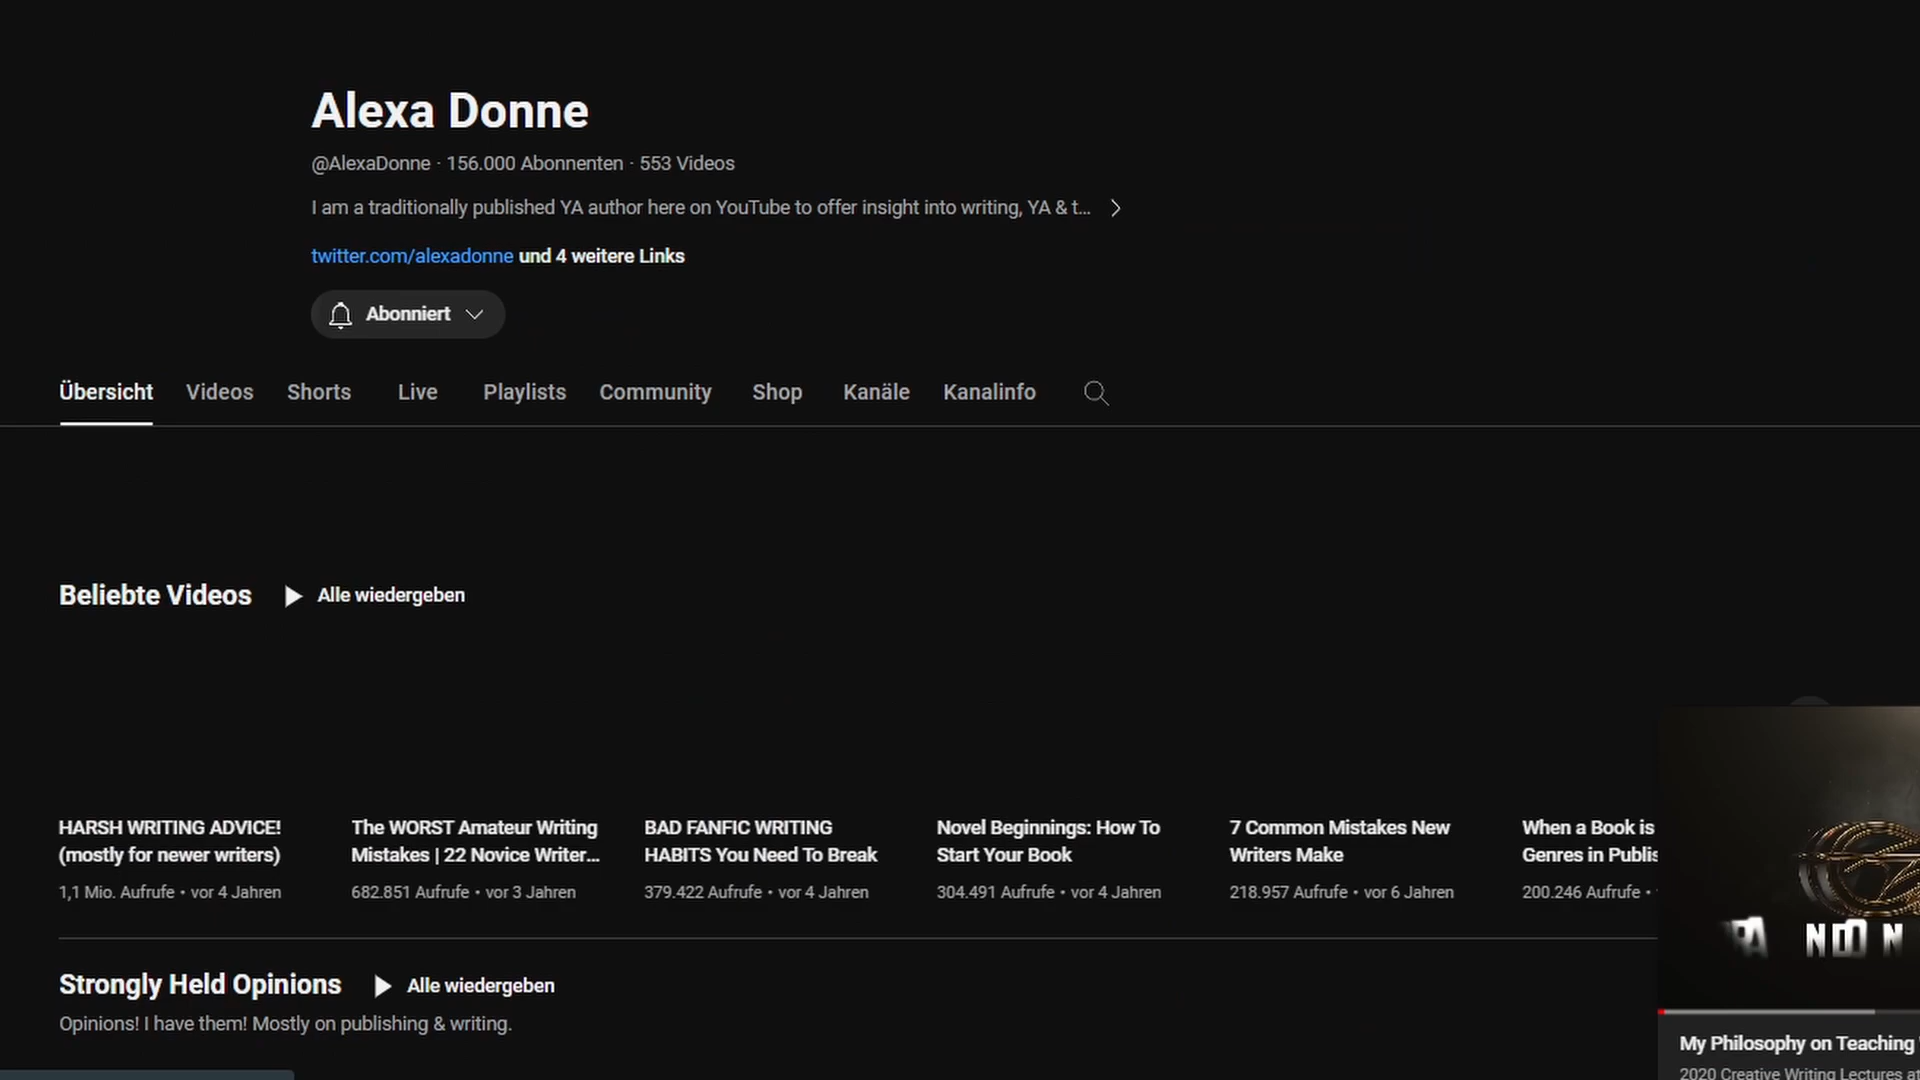 Alexa Donne
@AlexaDonne · 156.000 Abonnenten · 553 Videos
I am a traditionally published YA author here on YouTube to offer insight into writing, YA & t...
twitter.com/alexadonne und 4 weitere Links
Abonniert
Übersicht Videos Shorts Live Playlists Community Shop Kanäle Kanalinfo
Beliebte Videos Alle wiedergeben
HARSH WRITING ADVICE!
(mostly for newer writers)
1,1 Mio. Aufrufe • vor 4 Jahren
The WORST Amateur Writing
Mistakes | 22 Novice Writer...
682.851 Aufrufe • vor 3 Jahren
BAD FANFIC WRITING
HABITS You Need To Break
379.422 Aufrufe • vor 4 Jahren
Novel Beginnings: How To
Start Your Book
304.491 Aufrufe • vor 4 Jahren
7 Common Mistakes New
Writers Make
218.957 Aufrufe • vor 6 Jahren
When a Book is
Genres in Publis
200.246 Aufrufe •
Strongly Held Opinions Alle wiedergeben
Opinions! I have them! Mostly on publishing & writing.
My Philosophy on Teaching
2020 Creative Writing Lectures at